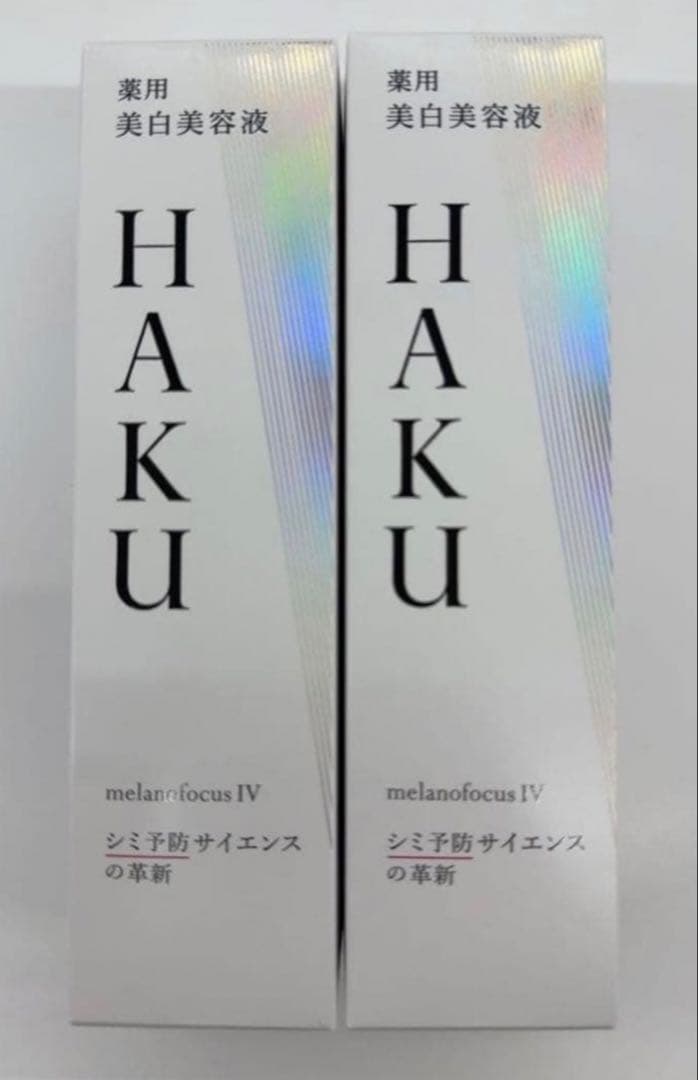 薬用
美白美容液
HAKU
melanofocus IV
シミ予防サイエンス
の革新
薬用
美白美容液
HAKU
melanofocus IV
シミ予防サイエンス
の革新